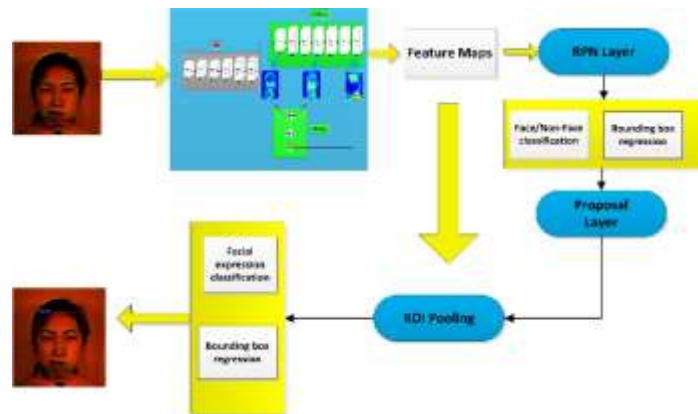 Feature Maps
RPN Layer
Face/Non-Face
classification
Bounding box
regression
Proposal
Layer
Facial
expression
classification
ROI Pooling
Bounding box
regression